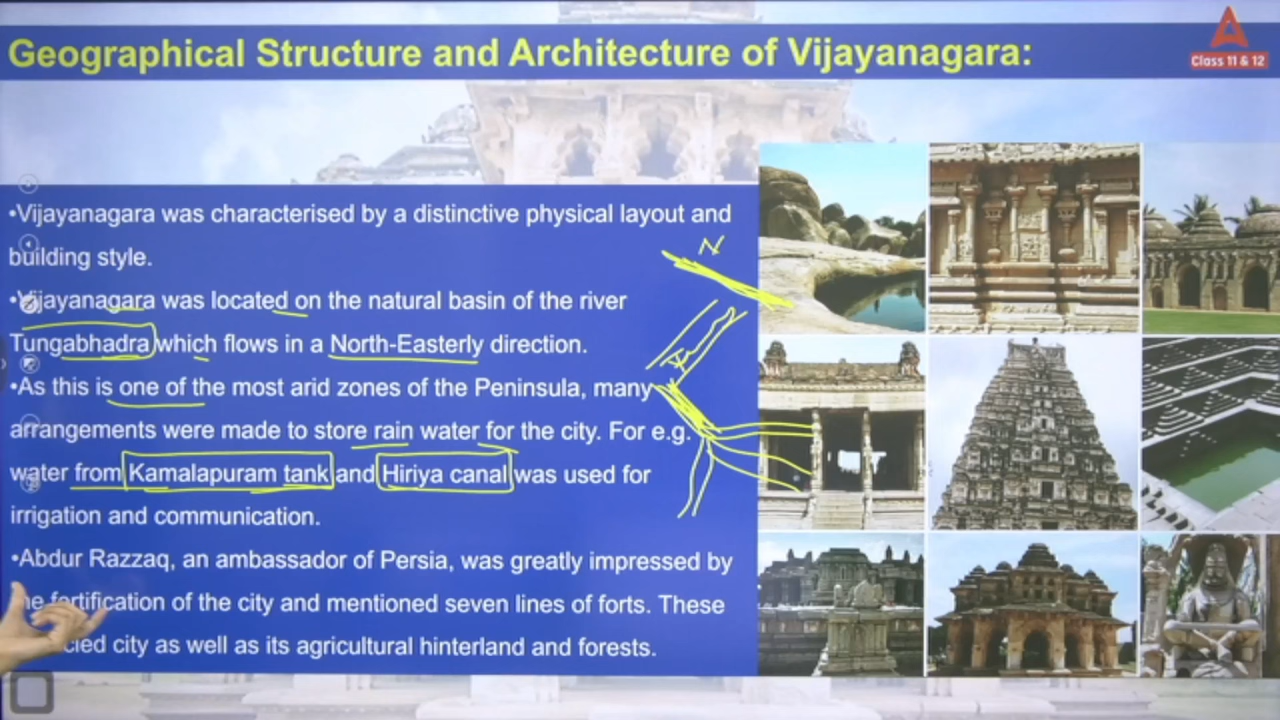 Geographical Structure and Architecture of Vijayanagara:
Class 11 & 12
•Vijayanagara was characterised by a distinctive physical layout and
building style.
•Vijayanagara was located on the natural basin of the river
Tungabhadra which flows in a North-Easterly direction.
•As this is one of the most arid zones of the Peninsula, many
arrangements were made to store rain water for the city. For e.g.
water from Kamalapuram tank and Hiriya canal was used for
irrigation and communication.
•Abdur Razzaq, an ambassador of Persia, was greatly impressed by
fortification of the city and mentioned seven lines of forts. These
city as well as its agricultural hinterland and forests.
N